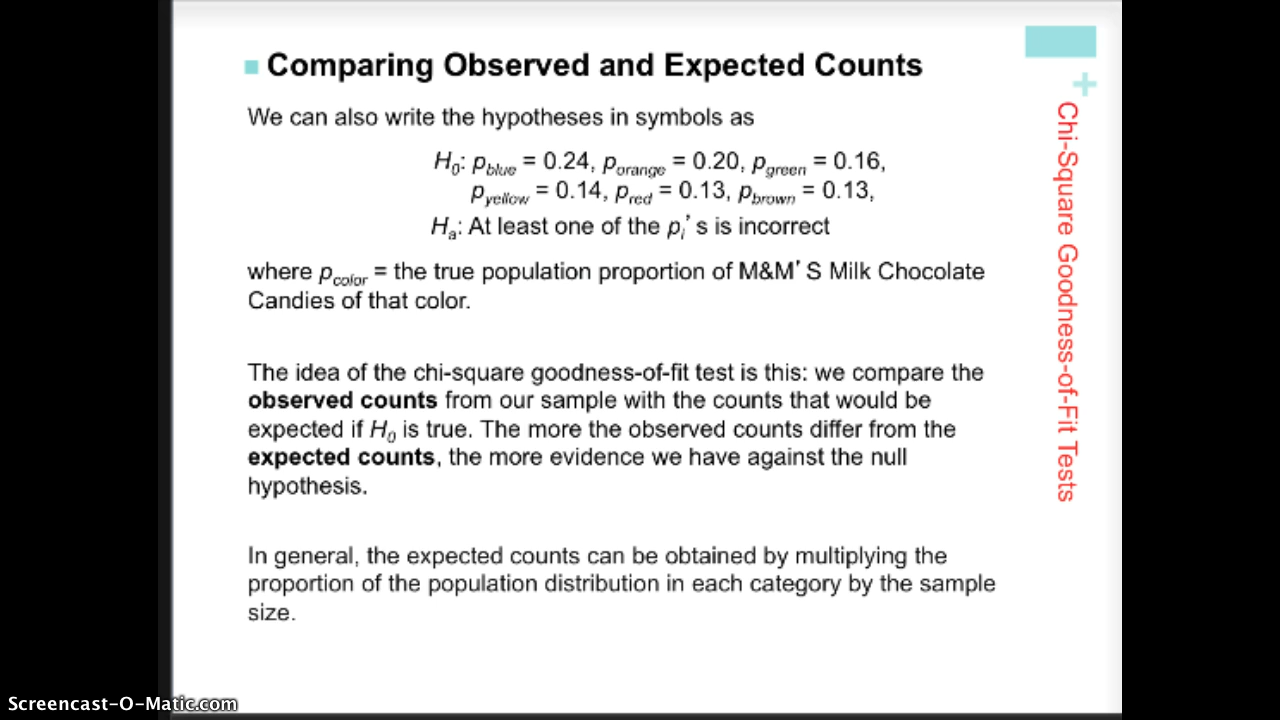 Comparing Observed and Expected Counts
We can also write the hypotheses in symbols as
H0: pblue = 0.24, porange = 0.20, pgreen = 0.16,
pyellow = 0.14, pred = 0.13, pbrown = 0.13,
Ha: At least one of the pi's is incorrect
where pcolor = the true population proportion of M&M'S Milk Chocolate
Candies of that color.
The idea of the chi-square goodness-of-fit test is this: we compare the
observed counts from our sample with the counts that would be
expected if H0 is true. The more the observed counts differ from the
expected counts, the more evidence we have against the null
hypothesis.
In general, the expected counts can be obtained by multiplying the
proportion of the population distribution in each category by the sample
size.
+
Chi-Square Goodness-of-Fit Tests
Screencast-O-Matic.com